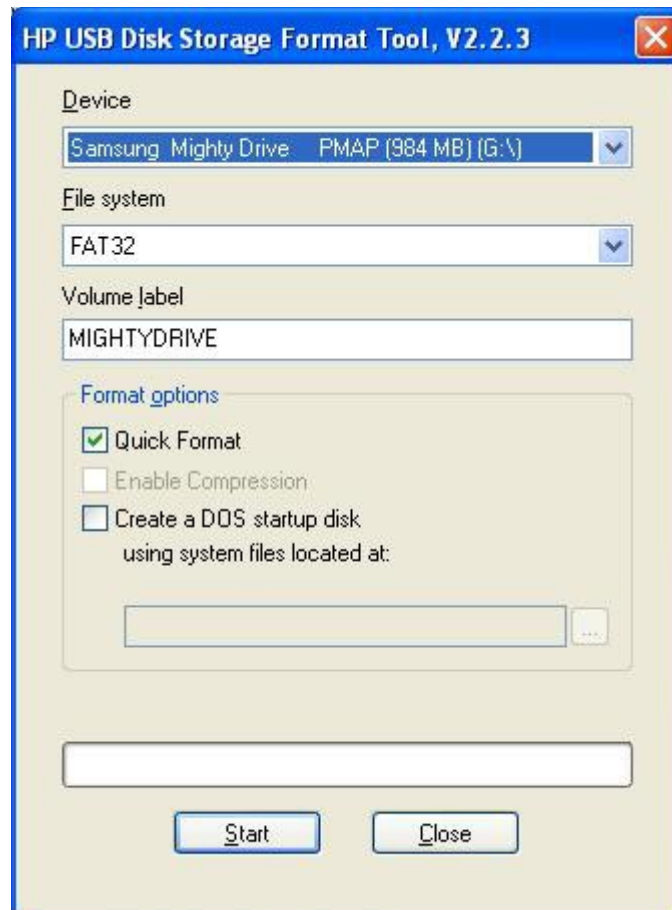 HP USB Disk Storage Format Tool, V2.2.3
Device
Samsung Mighty Drive PMAP (984 MB) (G:\)
File system
FAT32
Volume label
MIGHTYDRIVE
Format options
Quick Format
Enable Compression
Create a DOS startup disk
using system files located at:
...
Start
Close